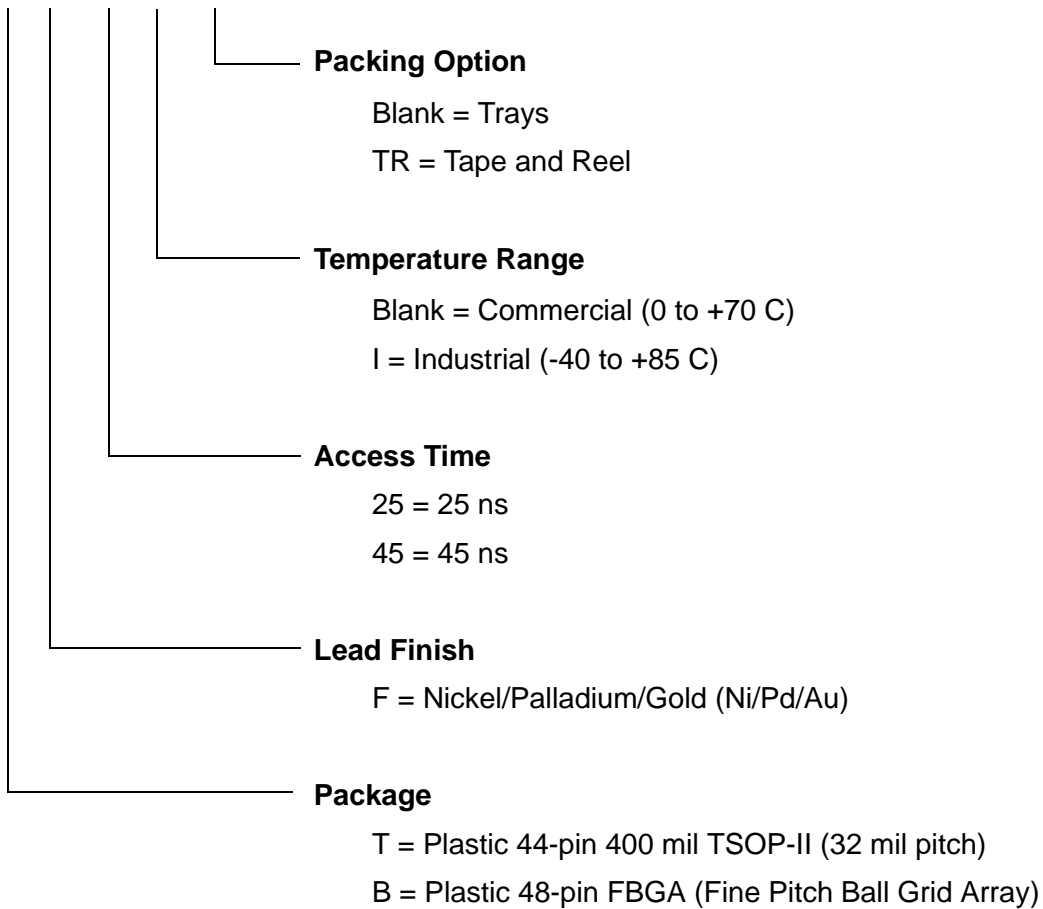 Packing Option
Blank = Trays
TR = Tape and Reel
Temperature Range
Blank = Commercial (0 to +70 C)
I = Industrial (-40 to +85 C)
Access Time
25 = 25 ns
45 = 45 ns
Lead Finish
F = Nickel/Palladium/Gold (Ni/Pd/Au)
Package
T = Plastic 44-pin 400 mil TSOP-II (32 mil pitch)
B = Plastic 48-pin FBGA (Fine Pitch Ball Grid Array)